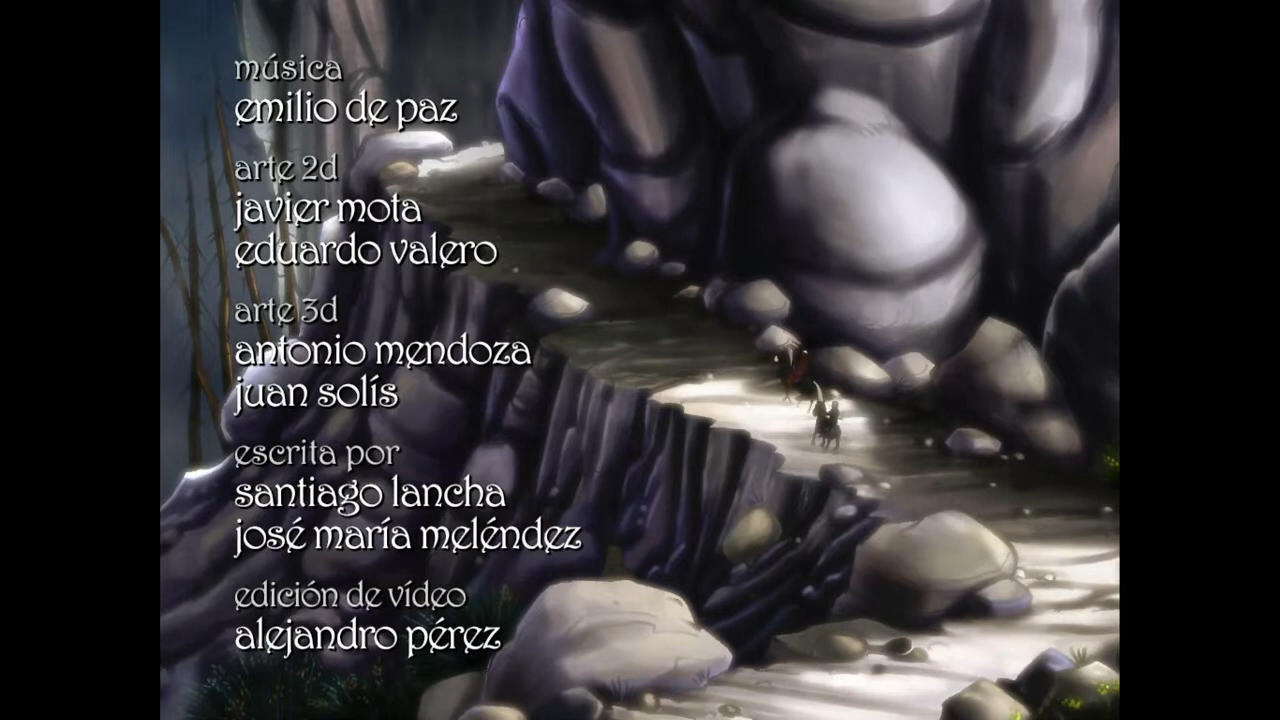 música
emilio de paz
arte 2d
javier mota
eduardo valero
arte 3d
antonio mendoza
juan solís
escrita por
santiago lancha
josé maría meléndez
edición de vídeo
alejandro pérez